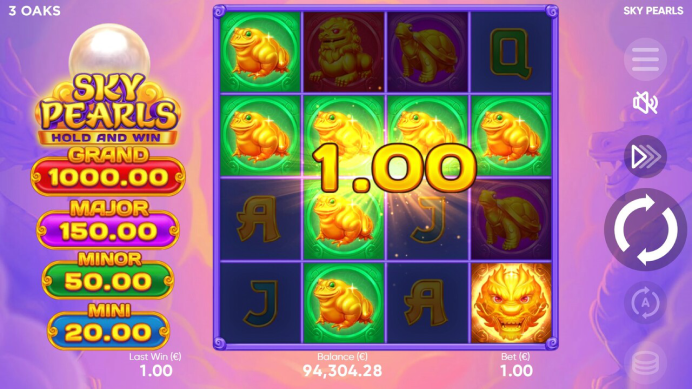 3 OAKS
SKY PEARLS
SKY
PEARLS
HOLD AND WIN
GRAND
1000.00
MAJOR
150.00
MINOR
50.00
MINI
20.00
Q
1.00
A
J
J
A
A
Last Win (€)
1.00
Balance (€)
94,304.28
Bet (€)
1.00